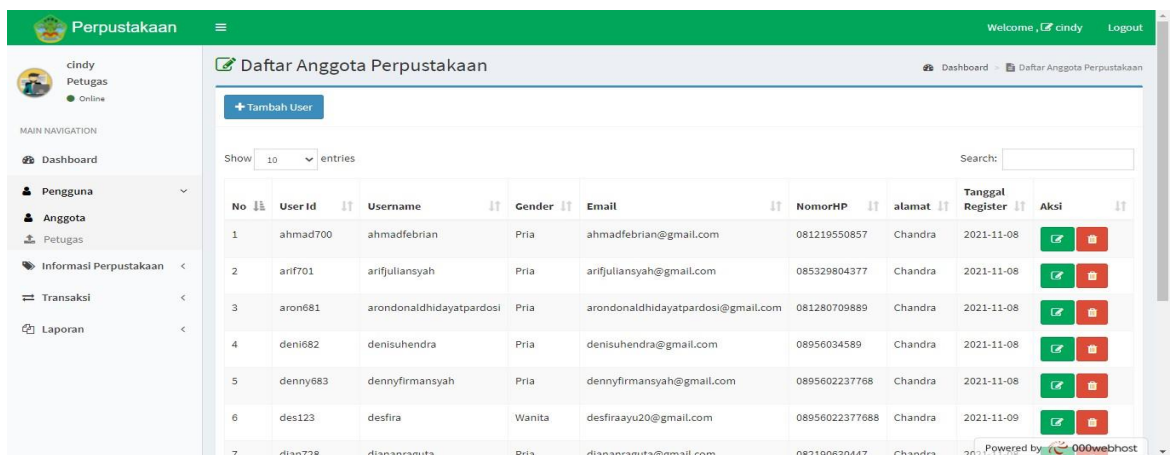 Perpustakaan
Welcome , cindy Logout
cindy
Petugas
Online
MAIN NAVIGATION
Dashboard
Pengguna
Anggota
Petugas
Informasi Perpustakaan
Transaksi
Laporan
Daftar Anggota Perpustakaan
Dashboard > Daftar Anggota Perpustakaan
+ Tambah User
Show 10 entries Search:
No User Id Username Gender Email NomorHP alamat Tanggal Register Aksi
1 ahmad700 ahmadfebrian Pria ahmadfebrian@gmail.com 081219550857 Chandra 2021-11-08
2 arif701 arifjuliansyah Pria arifjuliansyah@gmail.com 085329804377 Chandra 2021-11-08
3 aron681 arondonaldhidayatpardosi Pria arondonaldhidayatpardosi@gmail.com 081280709889 Chandra 2021-11-08
4 deni682 denisuhendra Pria denisuhendra@gmail.com 08956034589 Chandra 2021-11-08
5 denny683 dennyfirmansyah Pria dennyfirmansyah@gmail.com 0895602237768 Chandra 2021-11-08
6 des123 desfira Wanita desfiraayu20@gmail.com 08956022377688 Chandra 2021-11-09
7 dian728 Pria 082190630447 Chandra
Powered by 000webhost